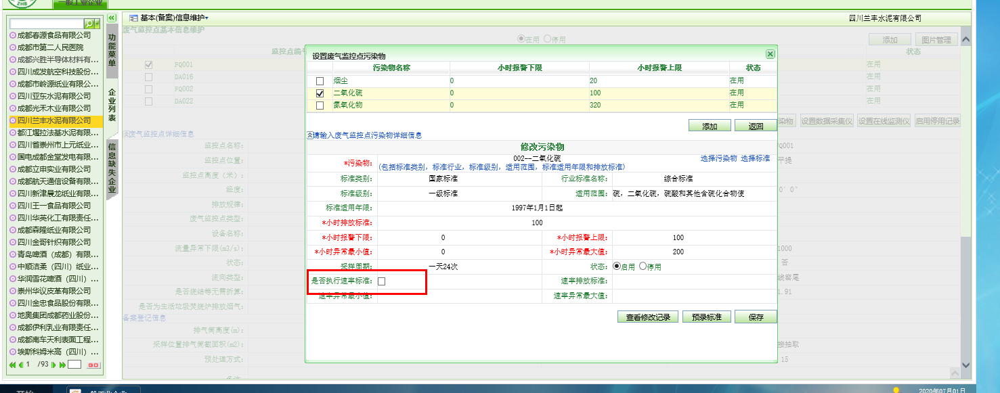 ZHB
一般工业企业
基本(备案)信息维护
四川兰丰水泥有限公司
成都春源食品有限公司
成都市第二人民医院
成都兴胜半导体材料有...
四川成发航空科技股份...
成都市岭源纸业有限公...
四川亚东水泥有限公司
成都光禾木业有限公司
四川兰丰水泥有限公司
都江堰拉法基水泥有限...
四川省崇州市上元纸业...
国电成都金堂发电有限...
成都立申实业有限公司
成都航天通信设备有限...
四川新津晨龙纸业有限...
四川王一食品有限公司
四川华英化工有限责任...
成都森隆纸业有限公司
四川金哥针织有限公司
青岛啤酒（成都）有限...
中顺洁柔（四川）纸业...
华润雪花啤酒（四川）...
崇州华议皮革有限公司
四川金忠食品股份有限...
地奥集团成都药业股份...
成都伊利乳业有限责任...
成都南车天利表面工程...
埃斯科姆米高（四川）...
1 /93 GO
功能菜单
企业列表
信息缺失企业
废气监控点基本信息维护
在用 停用
添加 图片管理
监控点编号 状态
FQ001 在用
DA016 在用
FQ002 在用
DA022 在用
染物 设置数据采集仪 设置在线监测仪 启用停用记录
废气监控点详细信息
监控点名称： Q001
监控点位置： 平提
监控点高度（米）：
经度： 0′0″
排放规律：
废气监控点类型：
设备名称：
流量异常下限(m3/s)： 1000
状态： 否
流向类型： 线窑尾
是否烧结等无需折算： 1.91
是否为生活垃圾焚烧炉排放烟气：
备案登记信息
排气筒高度(m)：
采样位置排气筒截面积(m2)： 接抽取
预处理方式： 15
设置废气监控点污染物
污染物名称 小时报警下限 小时报警上限 状态
烟尘 0 20 在用
二氧化硫 0 100 在用
氮氧化物 0 320 在用
添加 返回
请输入废气监控点污染物详细信息
修改污染物
*污染物： 002--二氧化硫 选择污染物 选择标准
(包括标准类别，标准行业，标准级别，适用范围，标准适用年限和排放标准)
标准类别： 国家标准 行业标准名称： 综合标准
标准级别： 一级标准 适用范围： 硫，二氧化硫，硫酸和其他含硫化合物使
标准适用年限： 1997年1月1日起
*小时排放标准： 100
*小时报警下限： 0 *小时报警上限： 100
*小时异常最小值： 0 *小时异常最大值： 200
采样周期： 一天24次 状态： 启用 停用
是否执行速率标准： 速率排放标准：
速率异常最小值： 速率异常最大值：
查看修改记录 预录标准 保存
开始
一般工业企业
2020年07月01日